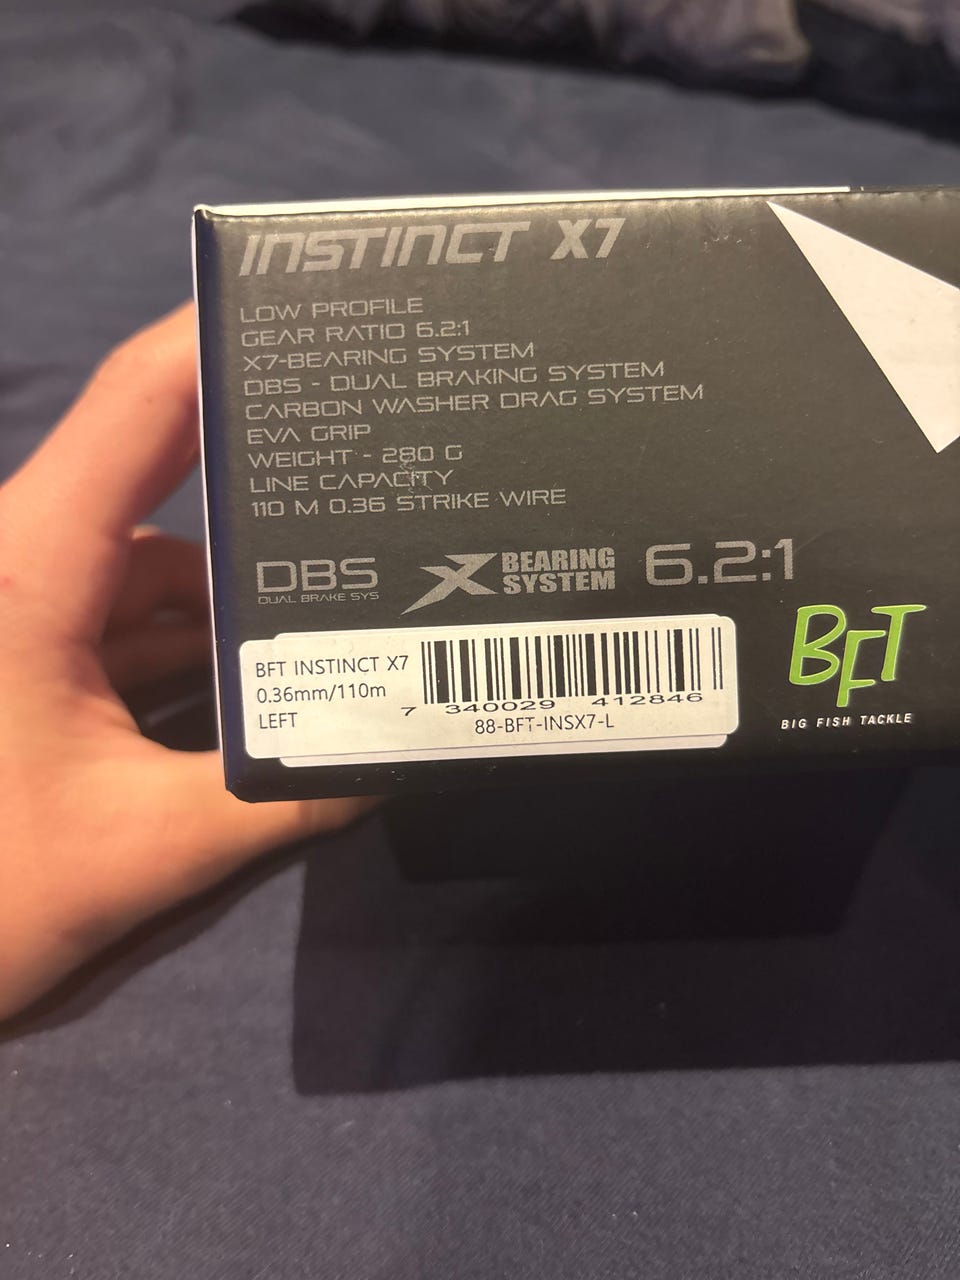 INSTINCT X7
LOW PROFILE
GEAR RATIO 6.2:1
X7-BEARING SYSTEM
DBS - DUAL BRAKING SYSTEM
CARBON WASHER DRAG SYSTEM
EVA GRIP
WEIGHT - 280 G
LINE CAPACITY
110 M 0.36 STRIKE WIRE
DBS
DUAL BRAKE SYS
X7 BEARING
SYSTEM
6.2:1
BFT INSTINCT X7
0.36mm/110m
LEFT
7 340029 412846
88-BFT-INSX7-L
BFT
BIG FISH TACKLE